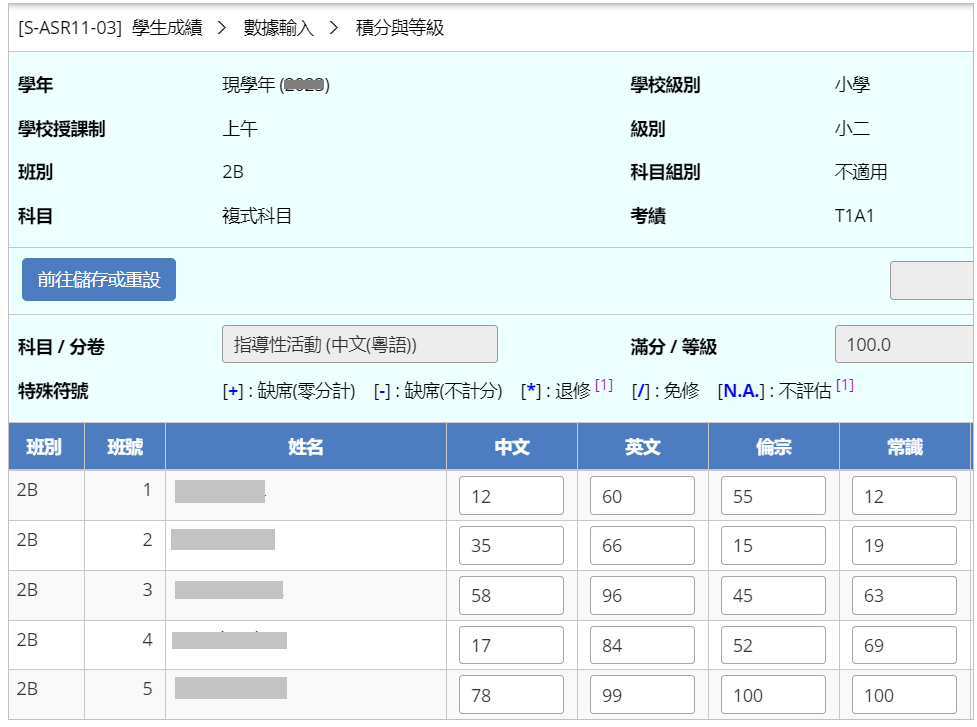 [S-ASR11-03] 學生成績 > 數據輸入 > 積分與等級
學年 現學年 () 學校級別 小學
學校授課制 上午 級別 小二
班別 2B 科目組別 不適用
科目 複式科目 考績 T1A1
前往儲存或重設
科目 / 分卷 指導性活動 (中文(粵語)) 滿分 / 等級 100.0
特殊符號 [+] : 缺席(零分計) [-] : 缺席(不計分) [*] : 退修 [1] [/] : 免修 [N.A.] : 不評估 [1]
班別 班號 姓名 中文 英文 倫宗 常識
2B 1 12 60 55 12
2B 2 35 66 15 19
2B 3 58 96 45 63
2B 4 17 84 52 69
2B 5 78 99 100 100